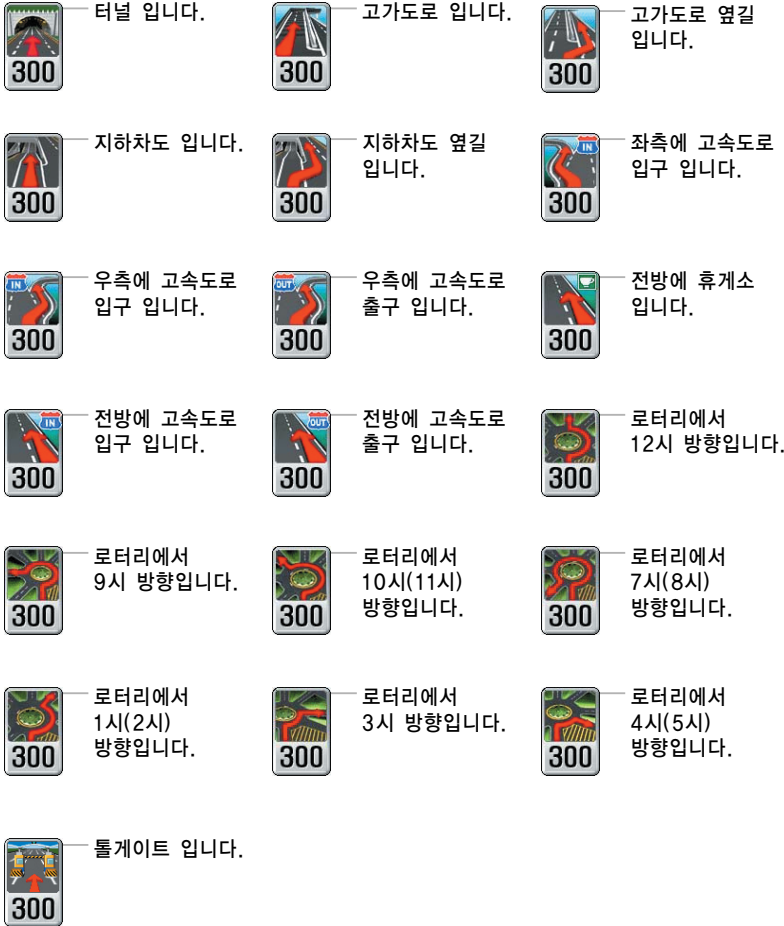 터널 입니다.
300
고가도로 입니다.
300
고가도로 옆길
입니다.
300
지하차도 입니다.
300
지하차도 옆길
입니다.
300
IN
좌측에 고속도로
입구 입니다.
300
IN
우측에 고속도로
입구 입니다.
300
OUT
우측에 고속도로
출구 입니다.
300
전방에 휴게소
입니다.
300
IN
전방에 고속도로
입구 입니다.
300
OUT
전방에 고속도로
출구 입니다.
300
로터리에서
12시 방향입니다.
300
로터리에서
9시 방향입니다.
300
로터리에서
10시(11시)
방향입니다.
300
로터리에서
7시(8시)
방향입니다.
300
로터리에서
1시(2시)
방향입니다.
300
로터리에서
3시 방향입니다.
300
로터리에서
4시(5시)
방향입니다.
300
톨게이트 입니다.
300